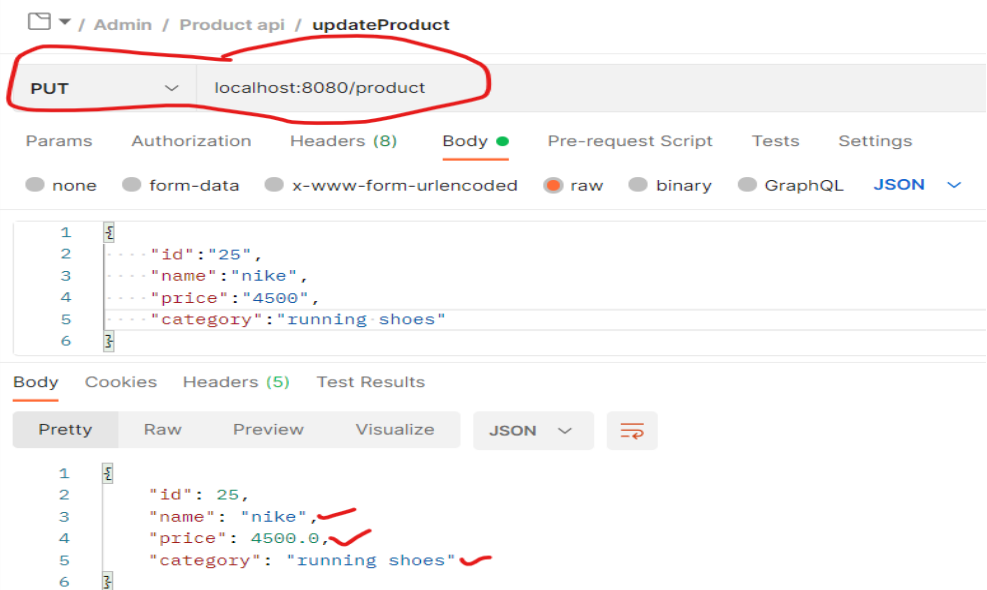 / Admin / Product api / updateProduct
PUT localhost:8080/product
Params Authorization Headers (8) Body Pre-request Script Tests Settings
none form-data x-www-form-urlencoded raw binary GraphQL JSON
1 {
2 "id":"25",
3 "name":"nike",
4 "price":"4500",
5 "category":"running shoes"
6 }
Body Cookies Headers (5) Test Results
Pretty Raw Preview Visualize JSON
1 {
2 "id": 25,
3 "name": "nike",
4 "price": 4500.0,
5 "category": "running shoes"
6 }